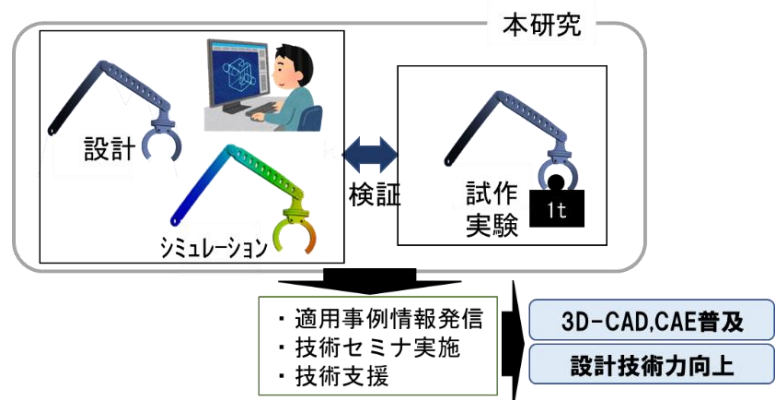 本研究
設計
シミュレーション
検証
試作
実験
1t
・適用事例情報発信
・技術セミナ実施
・技術支援
3D-CAD,CAE普及
設計技術力向上